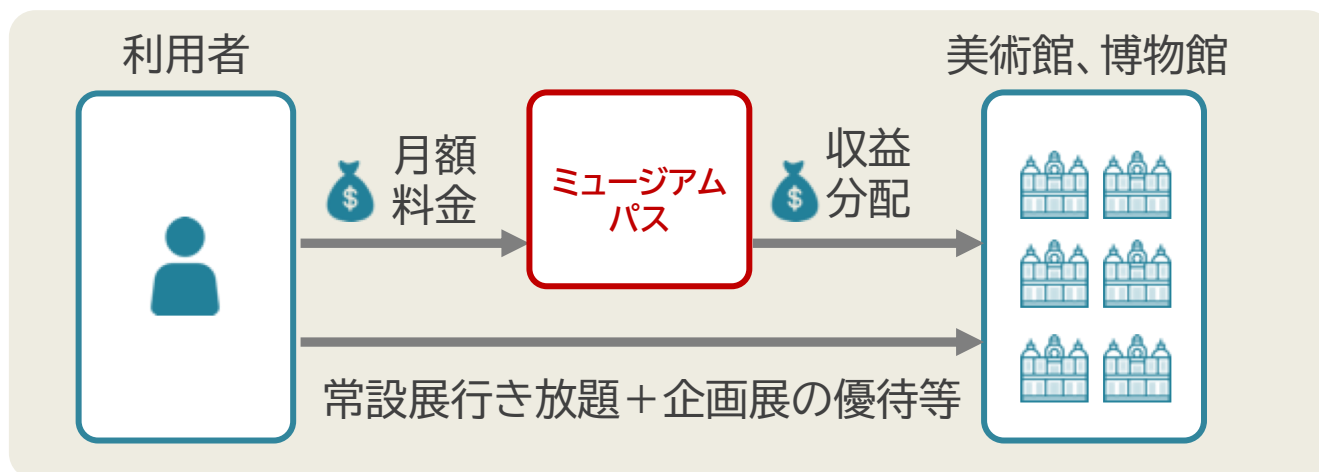 利用者
美術館、博物館
月額
料金
ミュージアム
パス
収益
分配
常設展行き放題＋企画展の優待等